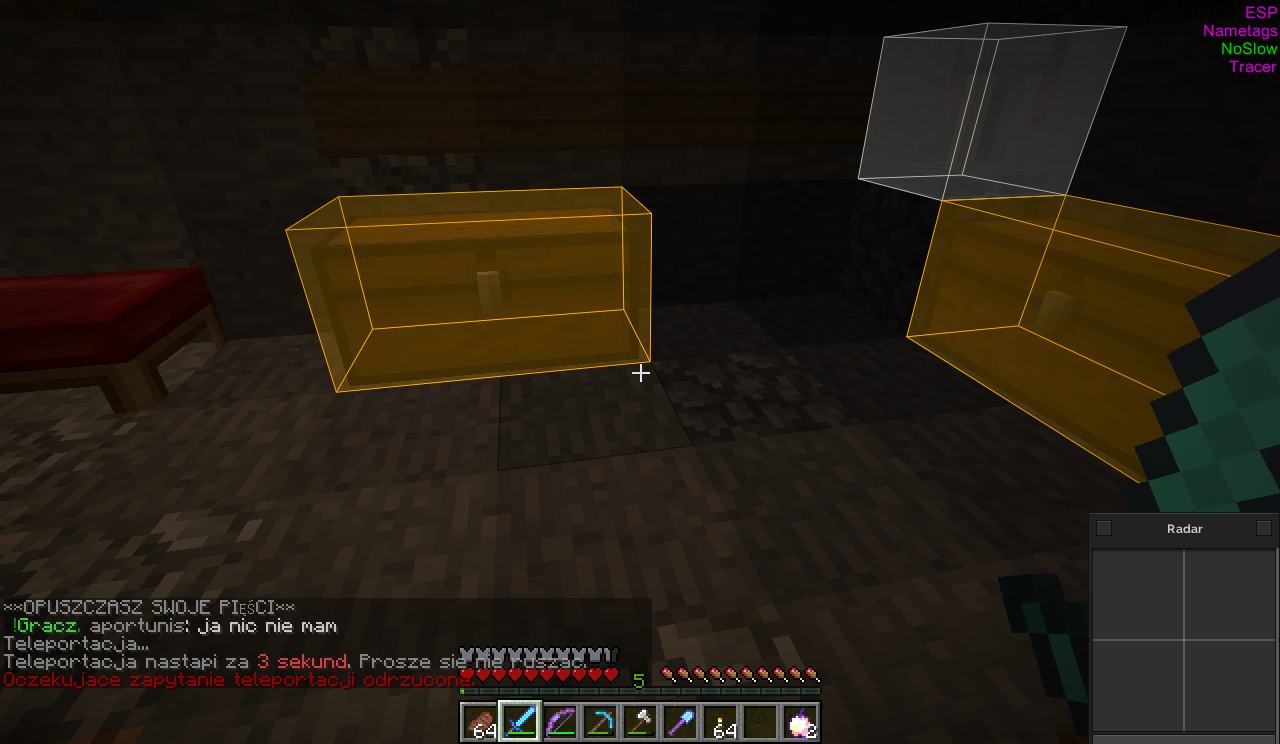 ESP
Nametags
NoSlow
Tracer
Radar
**OPUSZCZASZ SWOJE PIĘŚCI**
!Gracz. aportunis: ja nic nie mam
Teleportacja...
Teleportacja nastapi za 3 sekund. Prosze sie nie ruszac.
Oczekujace zapytanie teleportacji odrzucone.
5
64
64
2